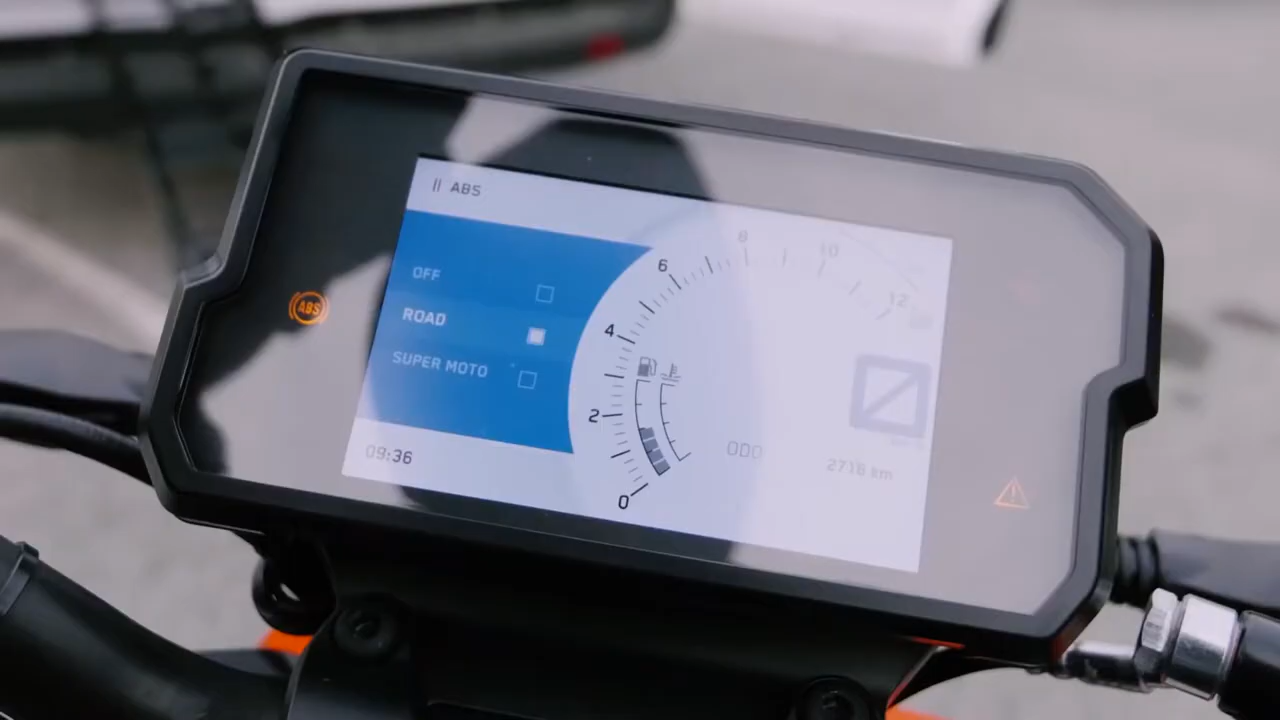 || ABS
OFF
ROAD
SUPER MOTO
09:36
ABS
0
2
4
6
8
10
12
ODO
2718 km